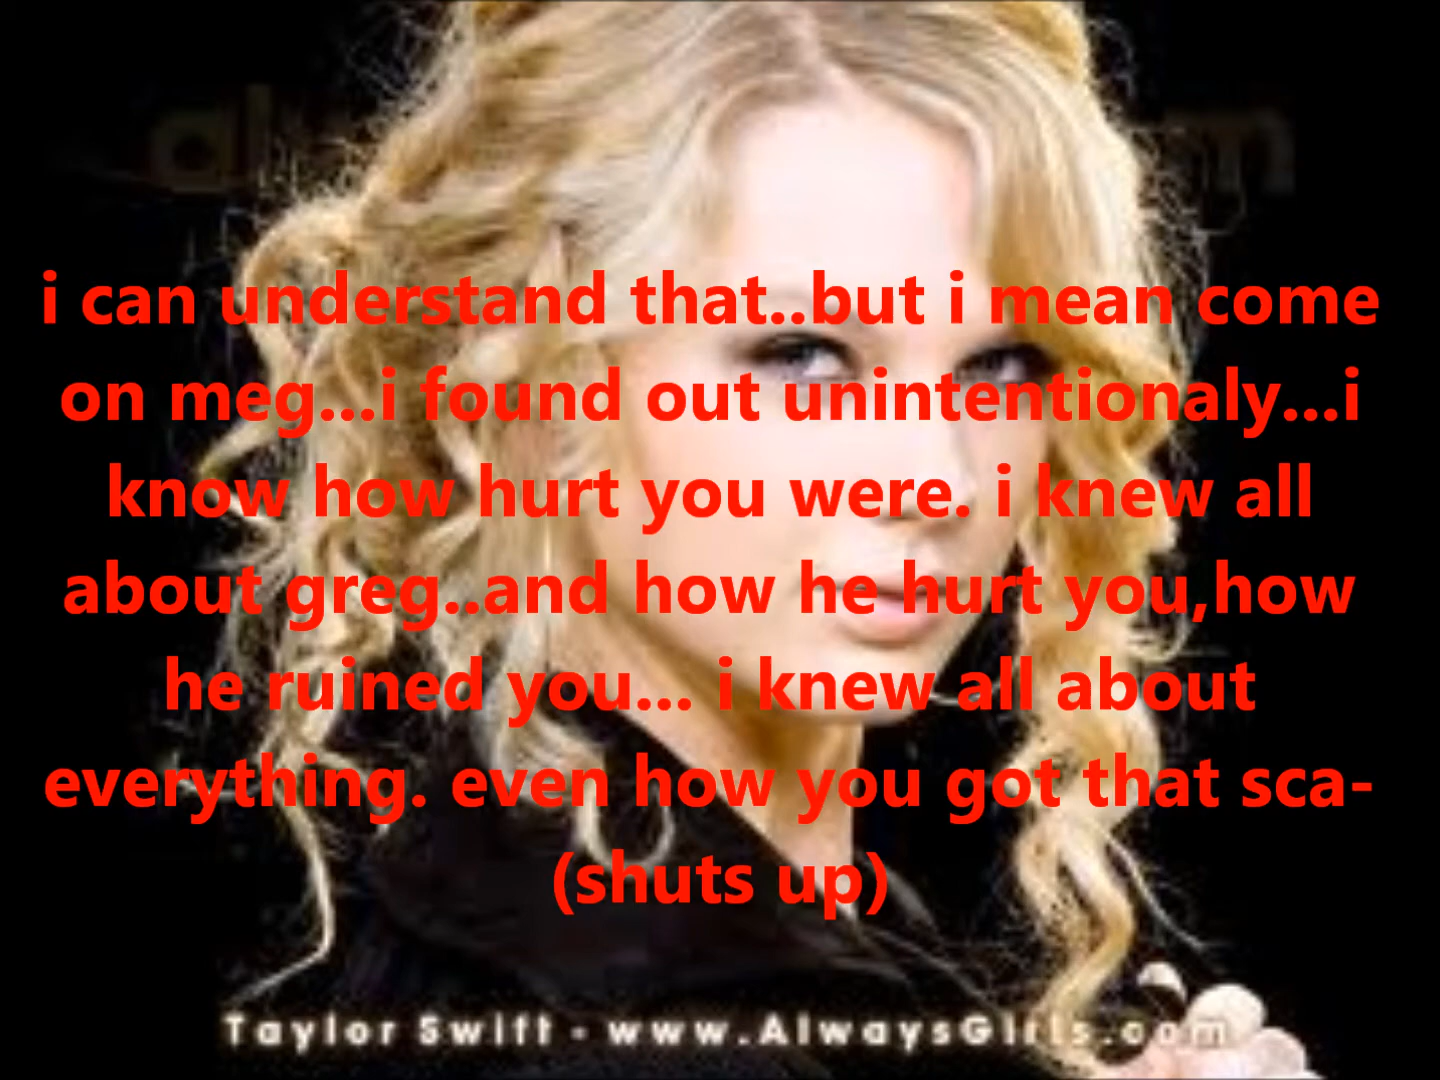 i can understand that..but i mean come
on meg...i found out unintentionaly...i
know how hurt you were. i knew all
about greg..and how he hurt you,how
he ruined you... i knew all about
everything. even how you got that sca-
(shuts up)
Taylor Swift - www.AlwaysGirls.com